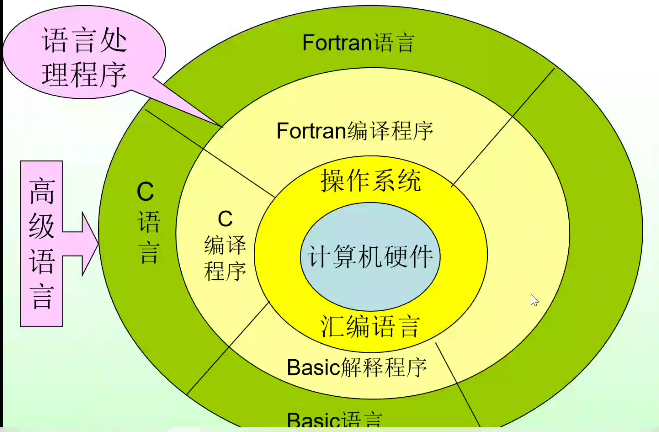 语言处
理程序
Fortran语言
Fortran编译程序
操作系统
高
级
语
言
C
语
言
C
编译
程序
计算机硬件
汇编语言
Basic解释程序
Basic语言